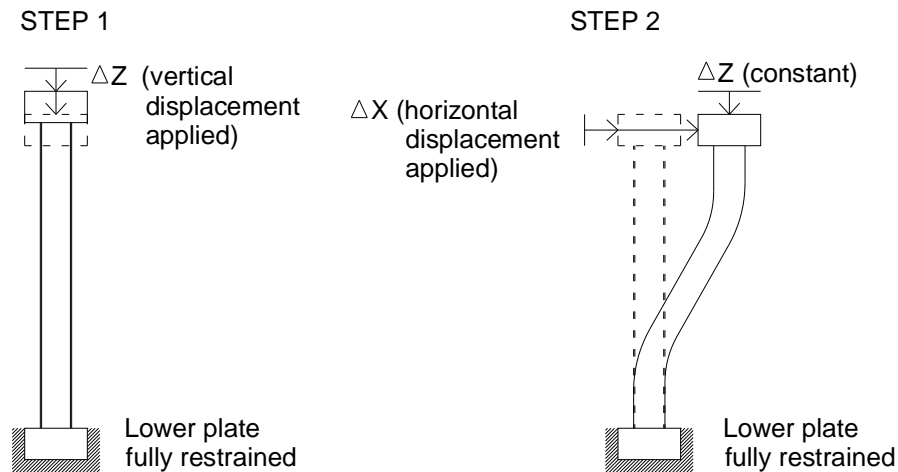 STEP 1
△Z (vertical
displacement
applied)
Lower plate
fully restrained
STEP 2
△Z (constant)
△X (horizontal
displacement
applied)
Lower plate
fully restrained